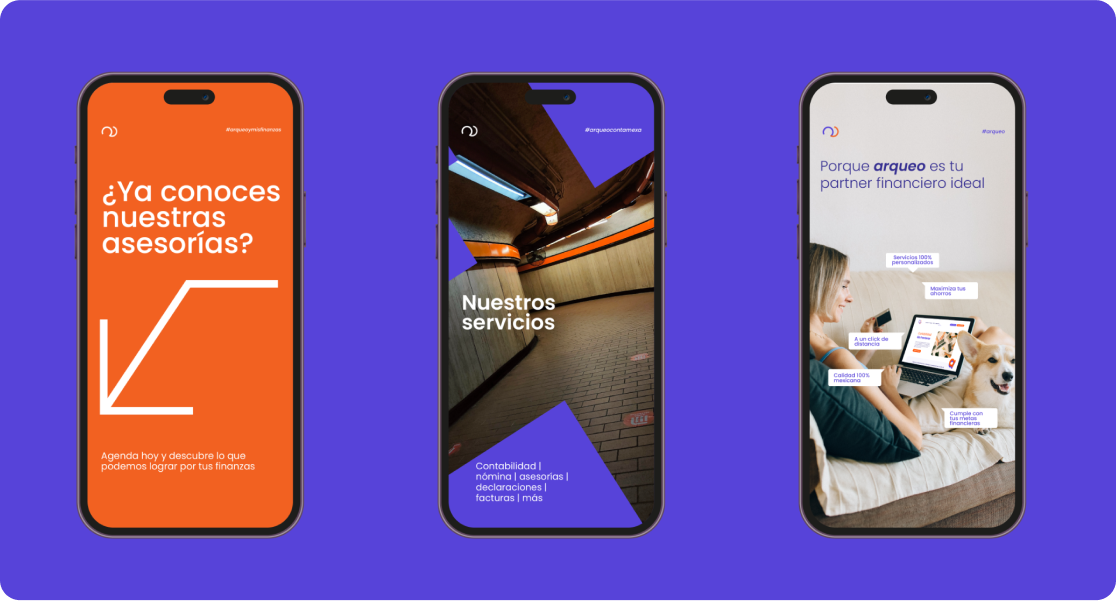 #arqueoymisfinanzas
¿Ya conoces
nuestras
asesorías?
Agenda hoy y descubre lo que
podemos lograr por tus finanzas
#arqueocontamexa
Nuestros
servicios
Contabilidad |
nómina | asesorías |
declaraciones |
facturas | más
#arqueo
Porque arqueo es tu
partner financiero ideal
Servicios 100%
personalizados
Maximiza tus
ahorros
A un click de
distancia
Calidad 100%
mexicana
Cumple con
tus metas
financieras